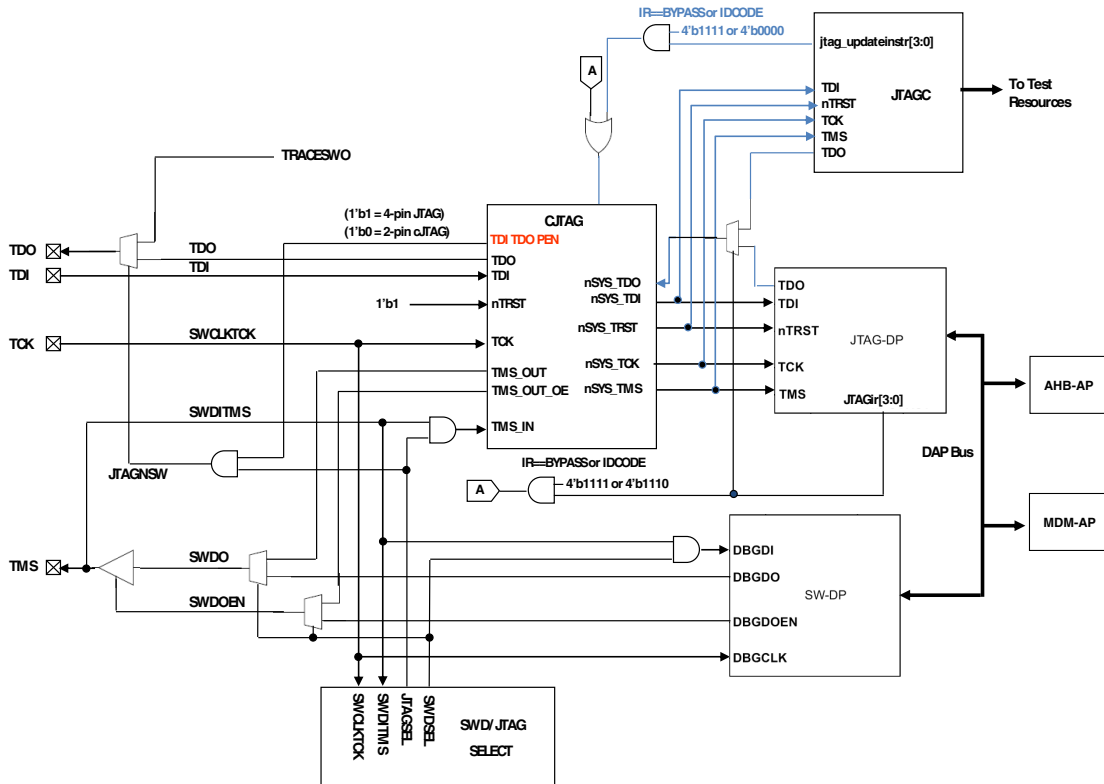 IR==BYPASS or IDCODE
4'b1111 or 4'b0000
jtag_updateinstr[3:0]
A
TDI
nTRST
TCK
TMS
TDO
JTAGC
To Test
Resources
TRACESWO
(1'b1 = 4-pin JTAG)
(1'b0 = 2-pin cJTAG)
CJTAG
TDI TDO PEN
TDO
TDO
TDO
TDI
TDI
TDI
1'b1
nTRST
nSYS_TDO
nSYS_TDI
nSYS_TRST
TDO
TDI
nTRST
JTAG-DP
TCK
SWCLKTCK
TCK
nSYS_TCK
TCK
TMS_OUT
TMS_OUT_OE
nSYS_TMS
TMS
JTAGir[3:0]
AHB-AP
SWDITMS
TMS_IN
JTAGNSW
IR==BYPASS or IDCODE
4'b1111 or 4'b1110
A
DAP Bus
MDM-AP
TMS
SWDO
SWDOEN
DBGDI
DBGDO
SW-DP
DBGDOEN
DBGCLK
SWCLKTCK
SWDITMS
JTAGSEL
SWDSEL
SWD/JTAG
SELECT